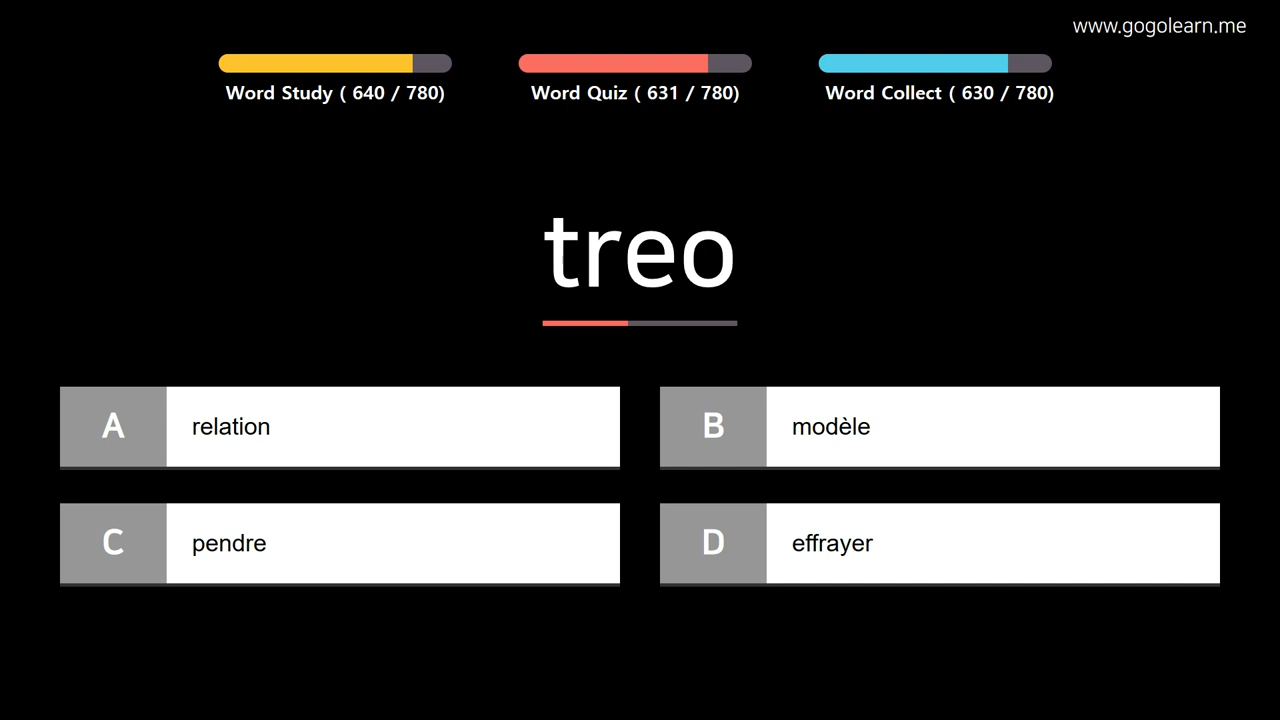 www.gogolearn.me
Word Study ( 640 / 780)
Word Quiz ( 631 / 780)
Word Collect ( 630 / 780)
treo
A relation
B modèle
C pendre
D effrayer